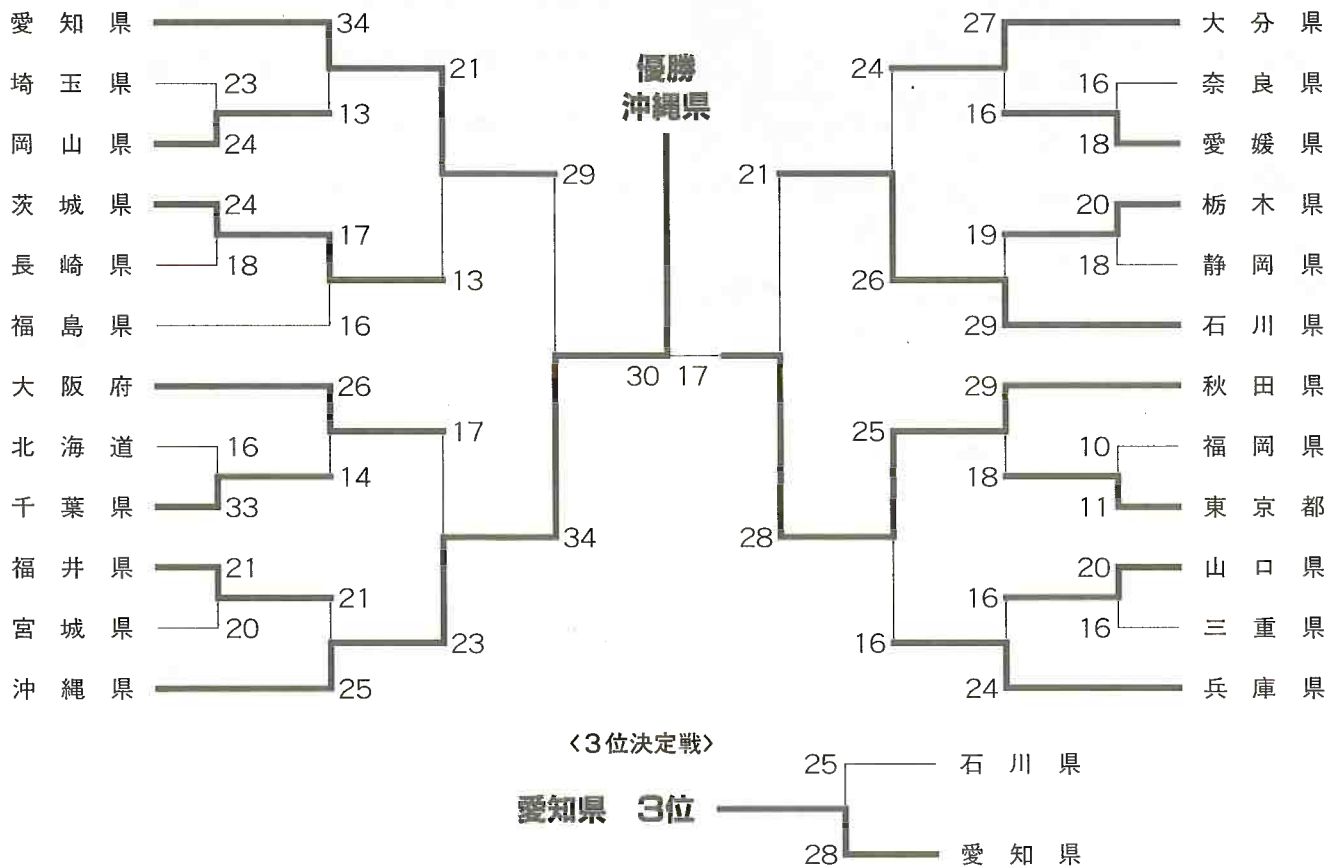 愛知県 34
埼玉県 23
岡山県 24
13
21
茨城県 24
長崎県 18
17
福島県 16
13
29
大阪府 26
北海道 16
千葉県 33
14
17
福井県 21
宮城県 20
21
沖縄県 25
23
34
優勝
沖縄県
30 17
27 大分県
16 奈良県
18 愛媛県
16
24
20 栃木県
18 静岡県
19
29 石川県
26
21
29 秋田県
10 福岡県
11 東京都
18
25
20 山口県
16 三重県
16
24 兵庫県
16
28
〈3位決定戦〉
25 石川県
愛知県 3位
28 愛知県